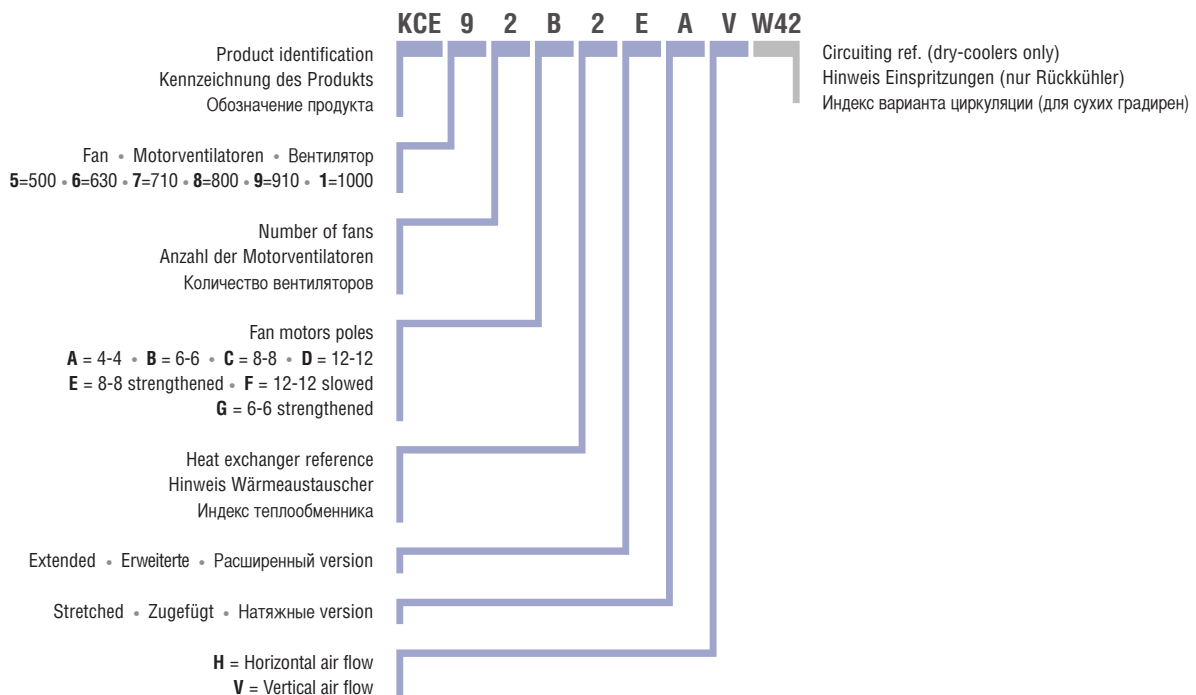 KCE 9 2 B 2 E A V W42
Product identification
Kennzeichnung des Produkts
Обозначение продукта
Circuiting ref. (dry-coolers only)
Hinweis Einspritzungen (nur Rückkühler)
Индекс варианта циркуляции (для сухих градирен)
Fan • Motorventilatoren • Вентилятор
5=500 • 6=630 • 7=710 • 8=800 • 9=910 • 1=1000
Number of fans
Anzahl der Motorventilatoren
Количество вентиляторов
Fan motors poles
A = 4-4 • B = 6-6 • C = 8-8 • D = 12-12
E = 8-8 strengthened • F = 12-12 slowed
G = 6-6 strengthened
Heat exchanger reference
Hinweis Wärmeaustauscher
Индекс теплообменника
Extended • Erweiterte • Расширенный version
Stretched • Zugefügt • Натяжные version
H = Horizontal air flow
V = Vertical air flow